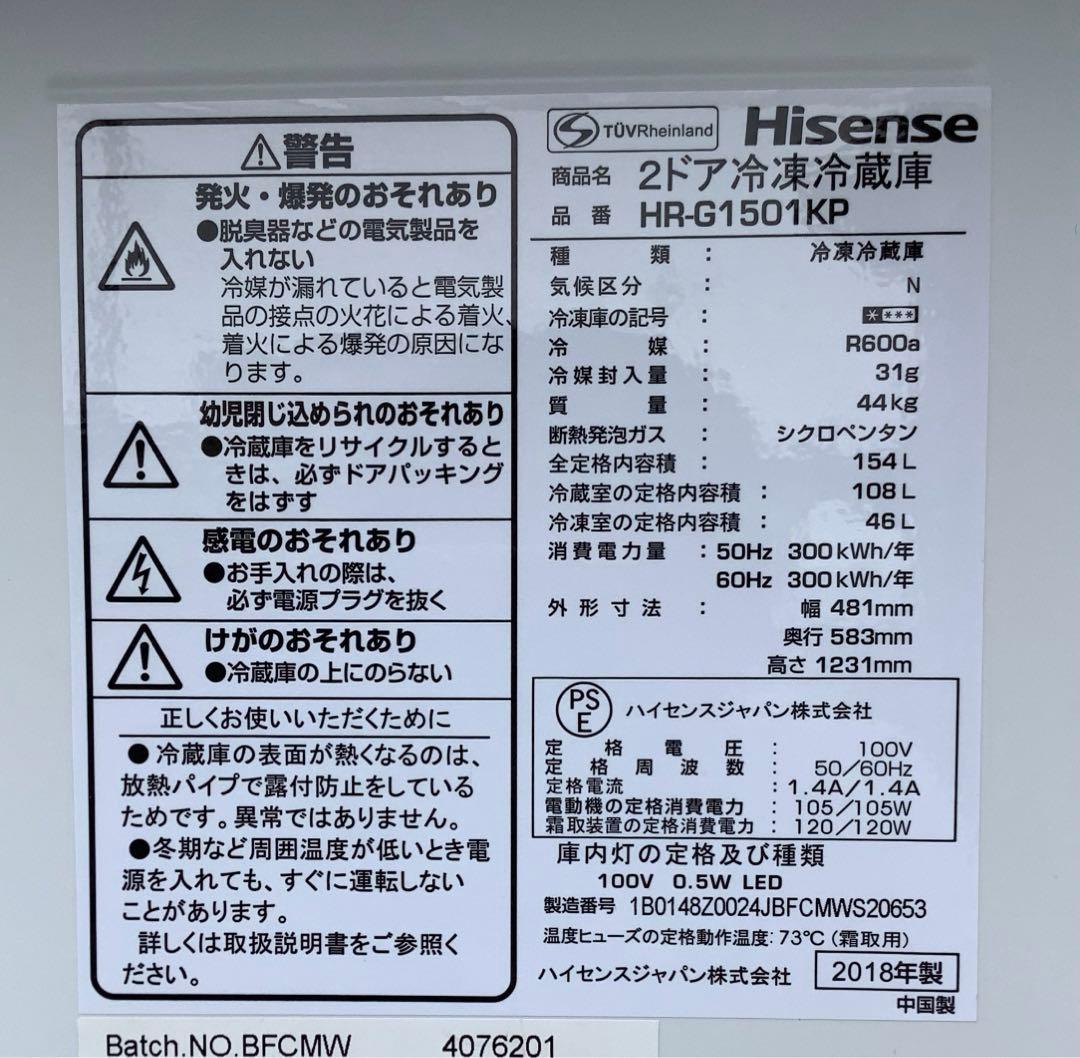 警告
発火・爆発のおそれあり
●脱臭器などの電気製品を
入れない
冷媒が漏れていると電気製
品の接点の火花による着火、
着火による爆発の原因にな
ります。
幼児閉じ込められのおそれあり
●冷蔵庫をリサイクルすると
きは、必ずドアパッキング
をはずす
感電のおそれあり
●お手入れの際は、
必ず電源プラグを抜く
けがのおそれあり
●冷蔵庫の上にのらない
正しくお使いいただくために
●冷蔵庫の表面が熱くなるのは、
放熱パイプで露付防止をしている
ためです。異常ではありません。
●冬期など周囲温度が低いとき電
源を入れても、すぐに運転しない
ことがあります。
詳しくは取扱説明書をご参照く
ださい。
TÜVRheinland
Hisense
商品名 2ドア冷凍冷蔵庫
品番 HR-G1501KP
種類 : 冷凍冷蔵庫
気候区分 : N
冷凍庫の記号 : ****
冷媒 : R600a
冷媒封入量 : 31g
質量 : 44kg
断熱発泡ガス : シクロペンタン
全定格内容積 : 154L
冷蔵室の定格内容積 : 108L
冷凍室の定格内容積 : 46L
消費電力量 : 50Hz 300kWh/年
60Hz 300kWh/年
外形寸法 : 幅 481mm
奥行 583mm
高さ 1231mm
PSE ハイセンスジャパン株式会社
定格電圧 : 100V
定格周波数 : 50/60Hz
定格電流 : 1.4A/1.4A
電動機の定格消費電力 : 105/105W
霜取装置の定格消費電力 : 120/120W
庫内灯の定格及び種類
100V 0.5W LED
製造番号 1B0148Z0024JBFCMWS20653
温度ヒューズの定格動作温度:73℃(霜取用)
ハイセンスジャパン株式会社 2018年製
中国製
Batch.NO.BFCMW 4076201